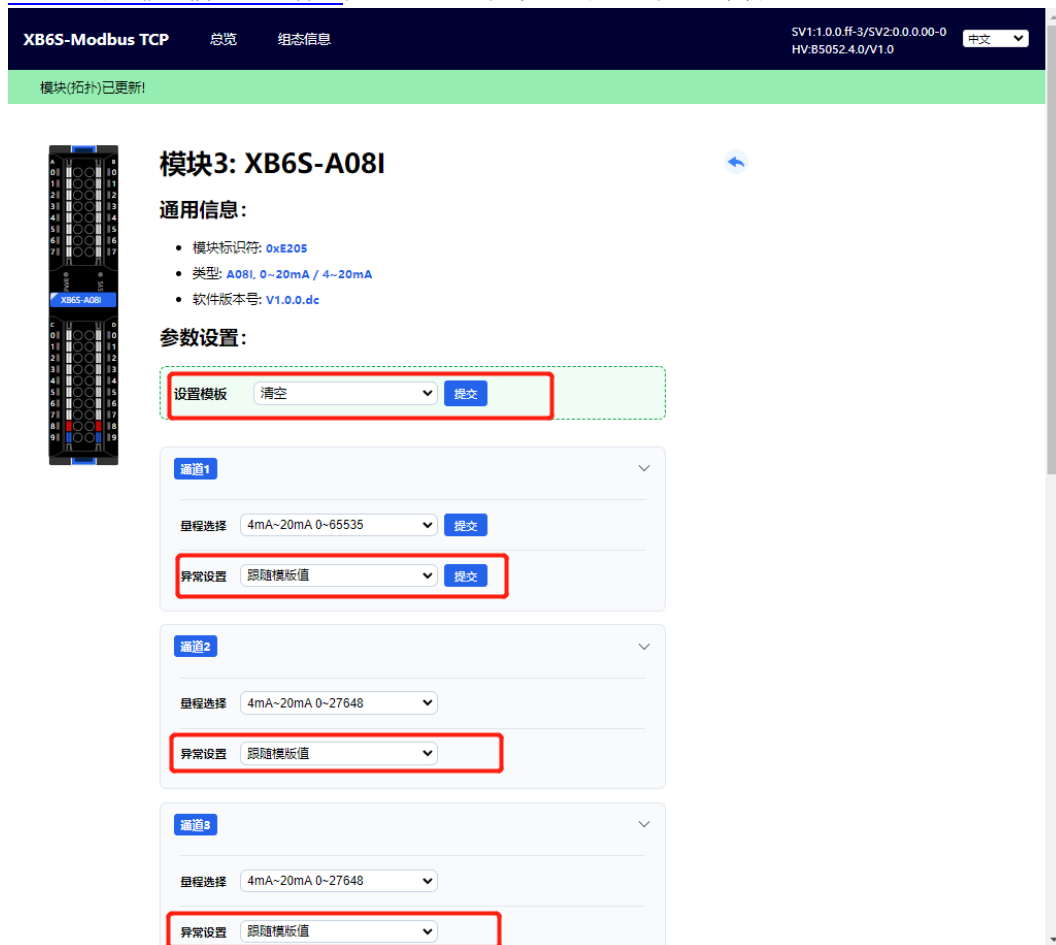 XB6S-Modbus TCP 总览 组态信息 SV1:1.0.0.ff-3/SV2:0.0.0.00-0 中文
HV:B5052.4.0/V1.0
模块(拓扑)已更新!
模块3: XB6S-A08I
通用信息:
模块标识符: 0xE205
类型: A08I, 0~20mA / 4~20mA
软件版本号: V1.0.0.dc
XB6S-A08I
参数设置:
设置模板 清空 提交
通道1
量程选择 4mA~20mA 0~65535 提交
异常设置 跟随模版值 提交
通道2
量程选择 4mA~20mA 0~27648
异常设置 跟随模版值
通道3
量程选择 4mA~20mA 0~27648
异常设置 跟随模版值